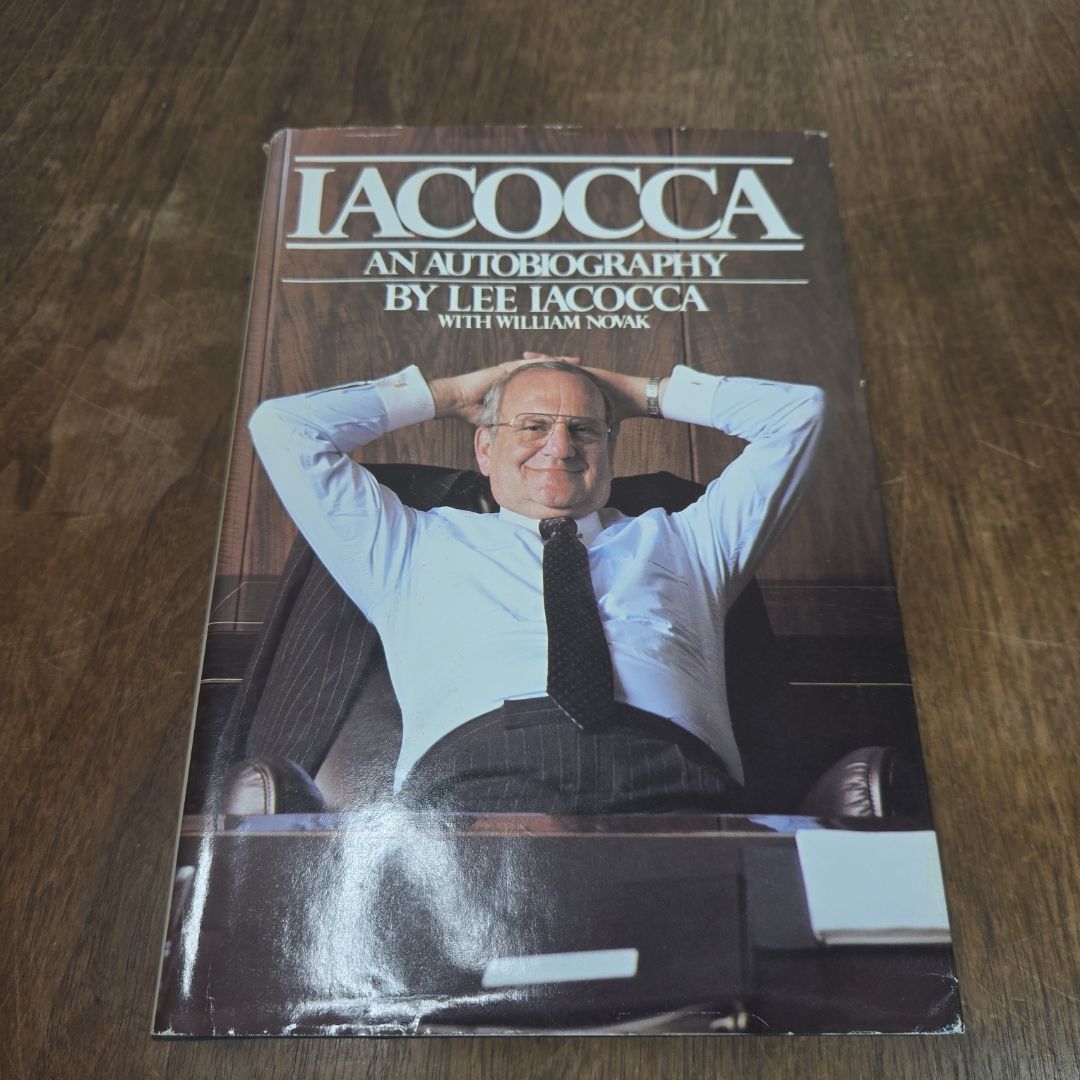 IACOCCA
AN AUTOBIOGRAPHY
BY LEE IACOCCA
WITH WILLIAM NOVAK